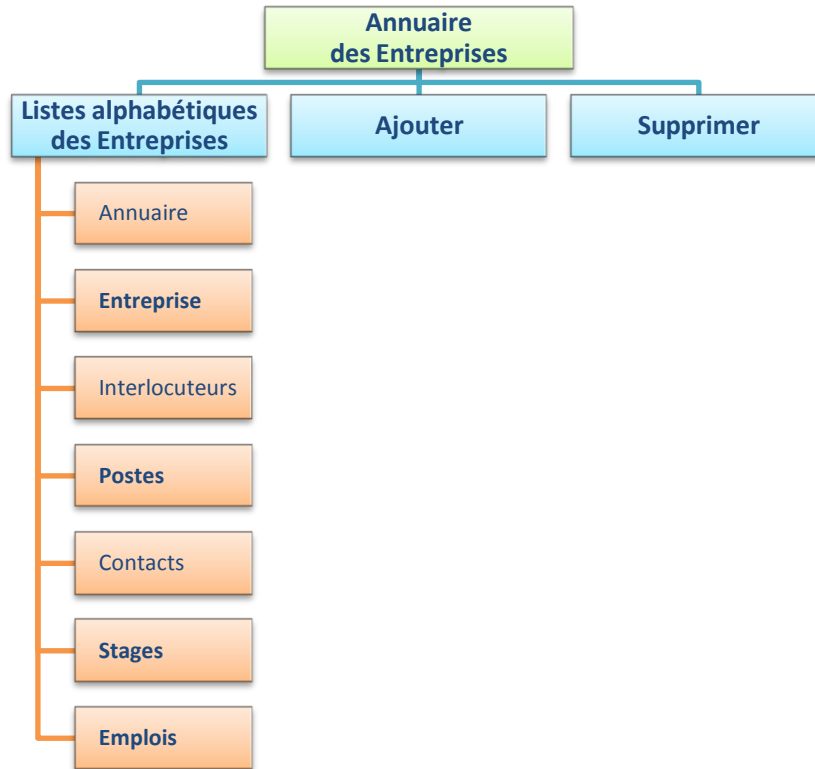 Annuaire
des Entreprises
Listes alphabétiques
des Entreprises
Ajouter
Supprimer
Annuaire
Entreprise
Interlocuteurs
Postes
Contacts
Stages
Emplois